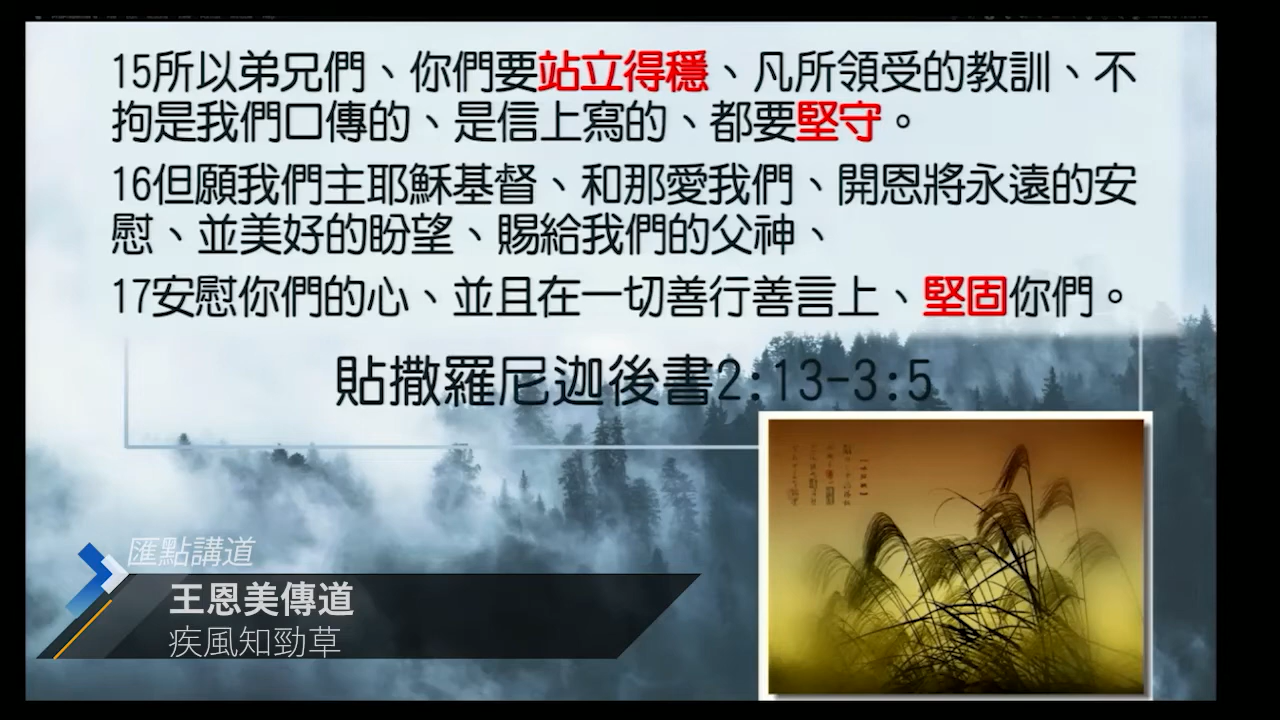 15所以弟兄們、你們要站立得穩、凡所領受的教訓、不
拘是我們口傳的、是信上寫的、都要堅守。
16但願我們主耶穌基督、和那愛我們、開恩將永遠的安
慰、並美好的盼望、賜給我們的父神、
17安慰你們的心、並且在一切善行善言上、堅固你們。
貼撒羅尼迦後書2:13-3:5
匯點講道
王恩美傳道
疾風知勁草